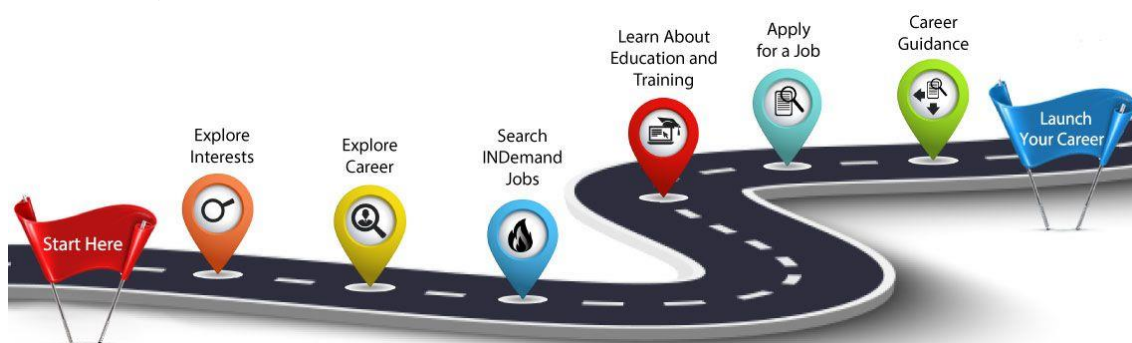 Start Here
Explore
Interests
Explore
Career
Search
INDemand
Jobs
Learn About
Education and
Training
Apply
for a Job
Career
Guidance
Launch
Your Career